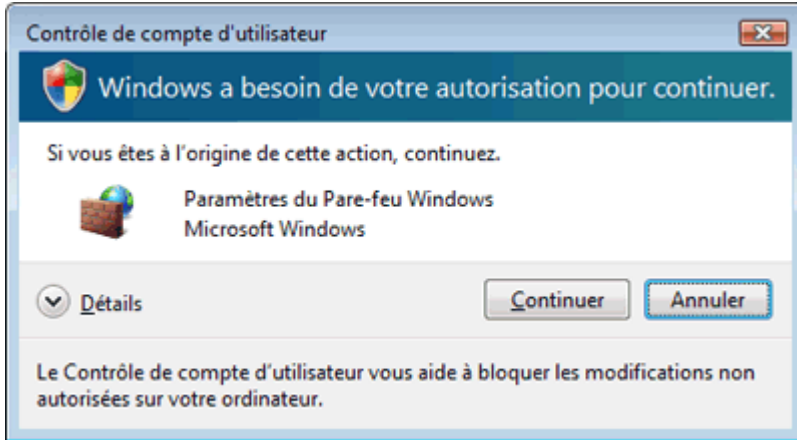 Contrôle de compte d'utilisateur
Windows a besoin de votre autorisation pour continuer.
Si vous êtes à l'origine de cette action, continuez.
Paramètres du Pare-feu Windows
Microsoft Windows
Détails
Continuer
Annuler
Le Contrôle de compte d'utilisateur vous aide à bloquer les modifications non
autorisées sur votre ordinateur.